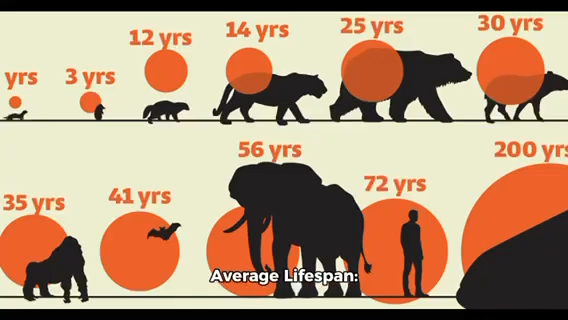 yrs
3 yrs
12 yrs
14 yrs
25 yrs
30 yrs
35 yrs
41 yrs
56 yrs
72 yrs
200 yrs
Average Lifespan: